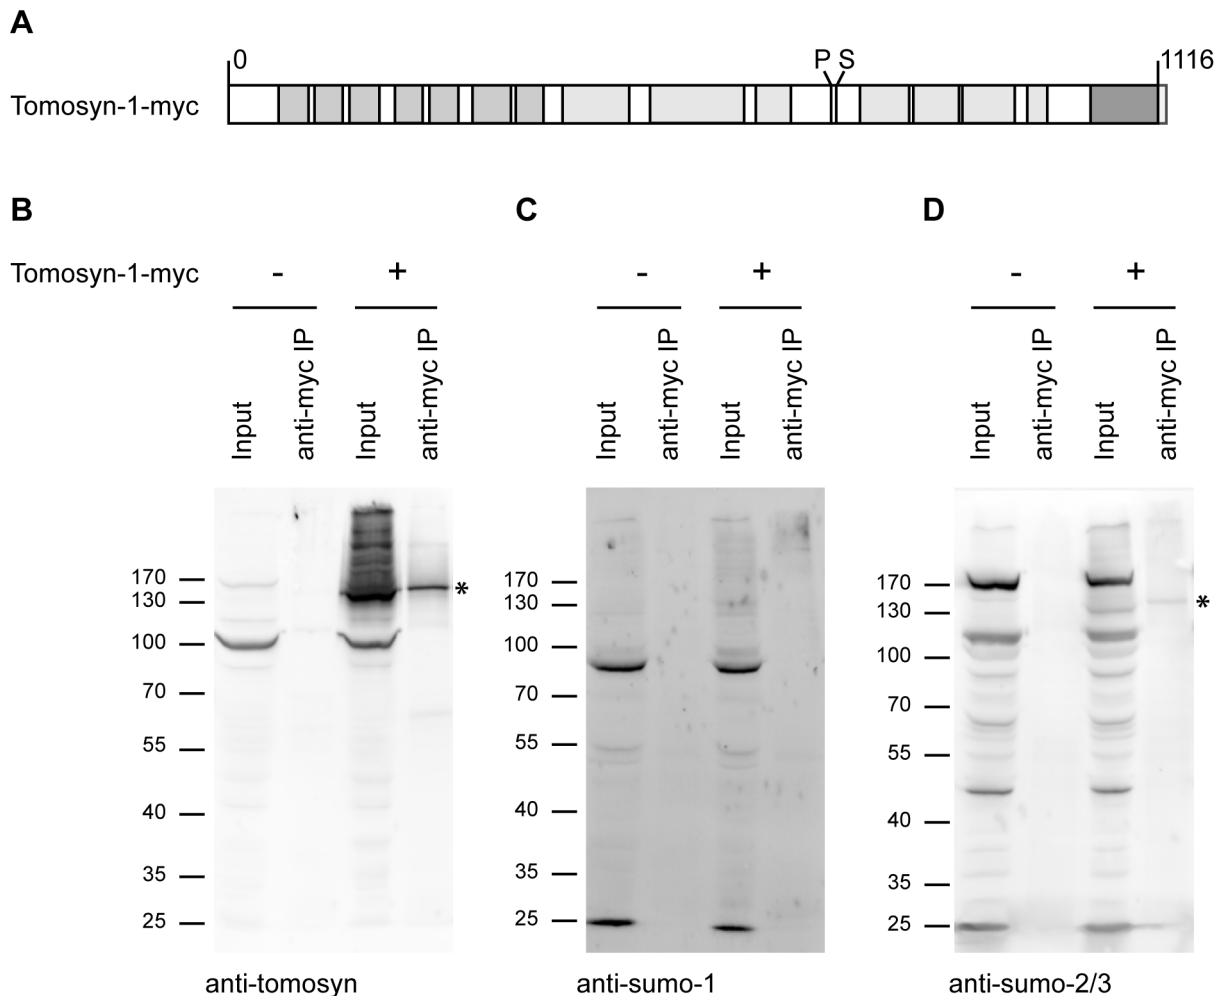 A
0
P S
1116
Tomosyn-1-myc
B
C
D
Tomosyn-1-myc
- +
- +
- +
Input
anti-myc IP
Input
anti-myc IP
Input
anti-myc IP
Input
anti-myc IP
Input
anti-myc IP
Input
anti-myc IP
170
130
100
70
55
40
35
25
*
170
130
100
70
55
40
35
25
170
130
100
70
55
40
35
25
*
anti-tomosyn
anti-sumo-1
anti-sumo-2/3